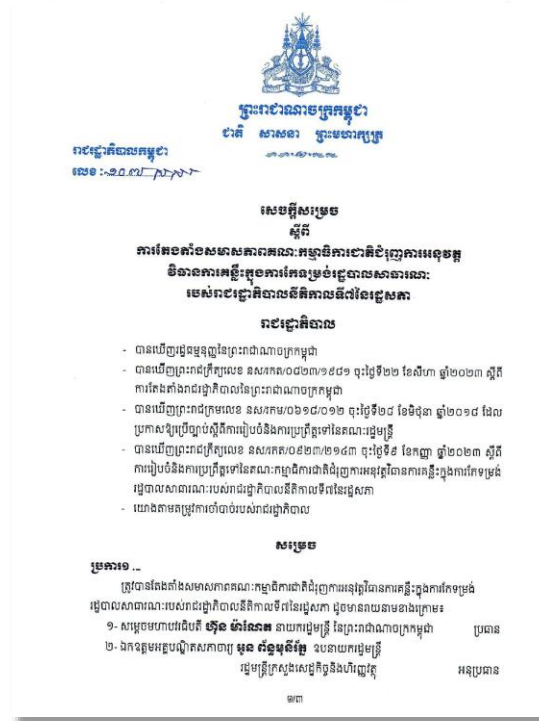 ព្រះរាជាណាចក្រកម្ពុជា
ជាតិ សាសនា ព្រះមហាក្សត្រ
រាជរដ្ឋាភិបាលកម្ពុជា
លេខ :
សេចក្តីសម្រេច
ស្តីពី
ការតែងតាំងសមាសភាពគណៈកម្មាធិការជាតិជំរុញការអនុវត្ត
វិធានការគន្លឹះក្នុងការកែទម្រង់រដ្ឋបាលសាធារណៈ
របស់រាជរដ្ឋាភិបាលនីតិកាលទី៧នៃរដ្ឋសភា
រាជរដ្ឋាភិបាល
- បានឃើញរដ្ឋធម្មនុញ្ញនៃព្រះរាជាណាចក្រកម្ពុជា
- បានឃើញព្រះរាជក្រឹត្យលេខ នស/រកត/០៨២៣/១៩៨១ ចុះថ្ងៃទី២២ ខែសីហា ឆ្នាំ២០២៣ ស្តីពី
ការតែងតាំងរាជរដ្ឋាភិបាលនៃព្រះរាជាណាចក្រកម្ពុជា
- បានឃើញព្រះរាជក្រមលេខ នស/រកម/០៦១៨/០១២ ចុះថ្ងៃទី២៨ ខែមិថុនា ឆ្នាំ២០១៨ ដែល
ប្រកាសឱ្យប្រើច្បាប់ស្តីពីការរៀបចំនិងការប្រព្រឹត្តទៅនៃគណៈរដ្ឋមន្ត្រី
- បានឃើញព្រះរាជក្រឹត្យលេខ នស/រកត/០៩២៣/២១៤៣ ចុះថ្ងៃទី៩ ខែកញ្ញា ឆ្នាំ២០២៣ ស្តីពី
ការរៀបចំនិងការប្រព្រឹត្តទៅនៃគណៈកម្មាធិការជាតិជំរុញការអនុវត្តវិធានការគន្លឹះក្នុងការកែទម្រង់
រដ្ឋបាលសាធារណៈរបស់រាជរដ្ឋាភិបាលនីតិកាលទី៧នៃរដ្ឋសភា
- យោងតាមតម្រូវការចាំបាច់របស់រាជរដ្ឋាភិបាល
សម្រេច
ប្រការ១ ...
ត្រូវបានតែងតាំងសមាសភាពគណៈកម្មាធិការជាតិជំរុញការអនុវត្តវិធានការគន្លឹះក្នុងការកែទម្រង់
រដ្ឋបាលសាធារណៈរបស់រាជរដ្ឋាភិបាលនីតិកាលទី៧នៃរដ្ឋសភា ដូចមានរាយនាមខាងក្រោម៖
១- សម្តេចមហាបវរធិបតី ហ៊ុន ម៉ាណែត នាយករដ្ឋមន្ត្រី នៃព្រះរាជាណាចក្រកម្ពុជា ប្រធាន
២- ឯកឧត្តមអគ្គបណ្ឌិតសភាចារ្យ អូន ព័ន្ធមុនីរ័ត្ន ឧបនាយករដ្ឋមន្ត្រី
រដ្ឋមន្ត្រីក្រសួងសេដ្ឋកិច្ចនិងហិរញ្ញវត្ថុ អនុប្រធាន
១/៣